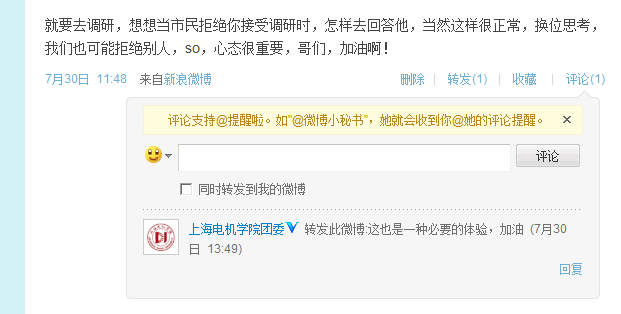 就要去调研，想想当市民拒绝你接受调研时，怎样去回答他，当然这样很正常，换位思考，
我们也可能拒绝别人，so，心态很重要，哥们，加油啊！
7月30日 11:48 来自新浪微博 删除 | 转发(1) | 收藏 | 评论(1)
评论支持@提醒啦。如"@微博小秘书"，她就会收到你@她的评论提醒。 ×
评论
同时转发到我的微博
上海电机学院团委 转发此微博:这也是一种必要的体验，加油 (7月30
日 13:49)
回复